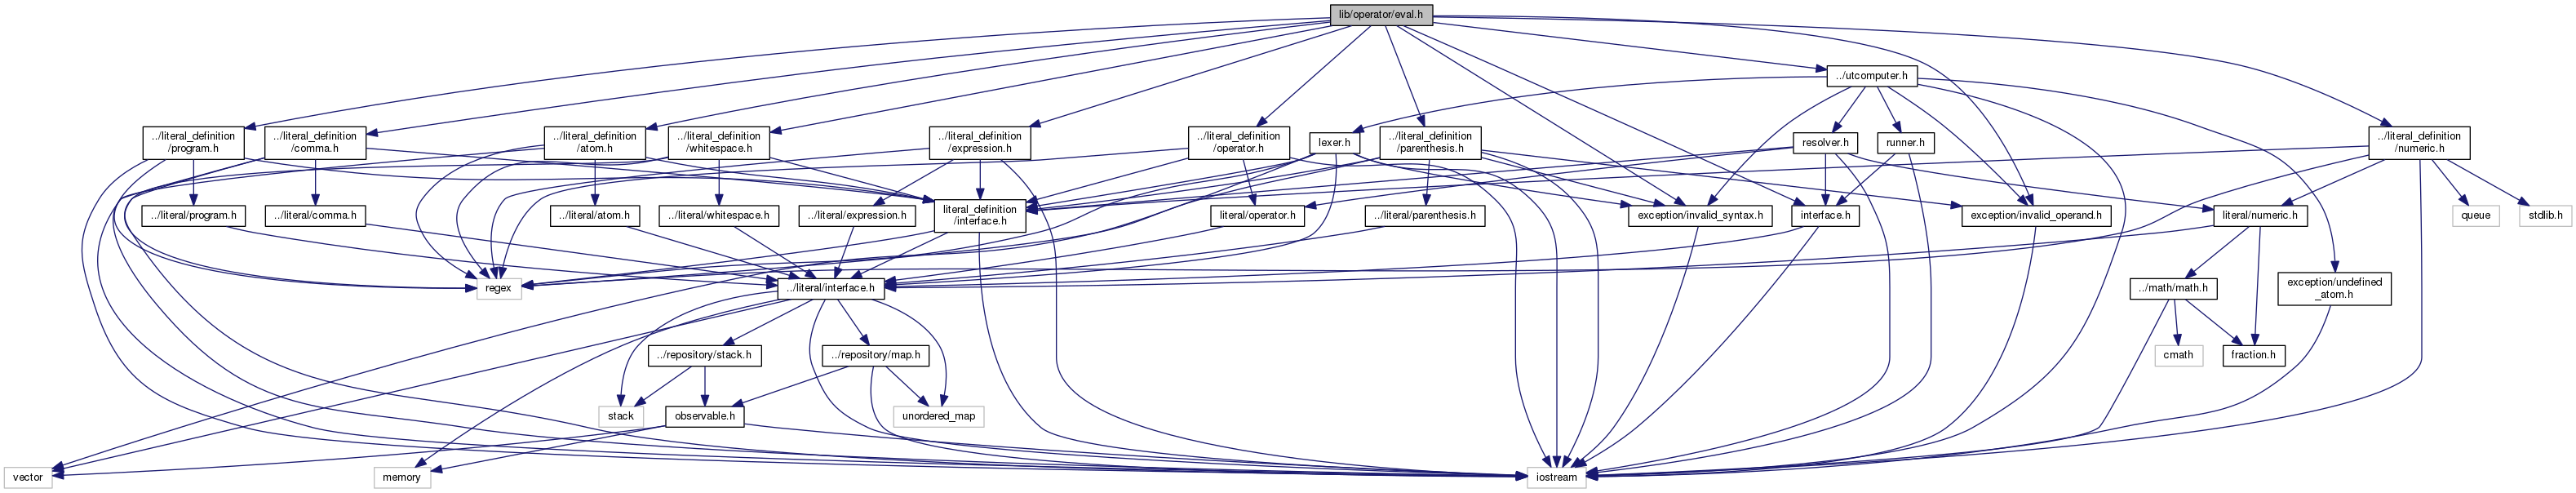 lib/operator/eval.h
../utcomputer.h
../literal_definition
/program.h
../literal_definition
/comma.h
../literal_definition
/atom.h
../literal_definition
/whitespace.h
../literal_definition
/expression.h
../literal_definition
/operator.h
lexer.h
../literal_definition
/parenthesis.h
resolver.h
runner.h
../literal_definition
/numeric.h
../literal/program.h
../literal/comma.h
../literal/atom.h
../literal/whitespace.h
../literal/expression.h
literal_definition
/interface.h
literal/operator.h
../literal/parenthesis.h
exception/invalid_syntax.h
interface.h
exception/invalid_operand.h
literal/numeric.h
queue
stdlib.h
regex
../literal/interface.h
../math/math.h
exception/undefined
_atom.h
../repository/stack.h
../repository/map.h
cmath
fraction.h
stack
observable.h
unordered_map
vector
memory
iostream